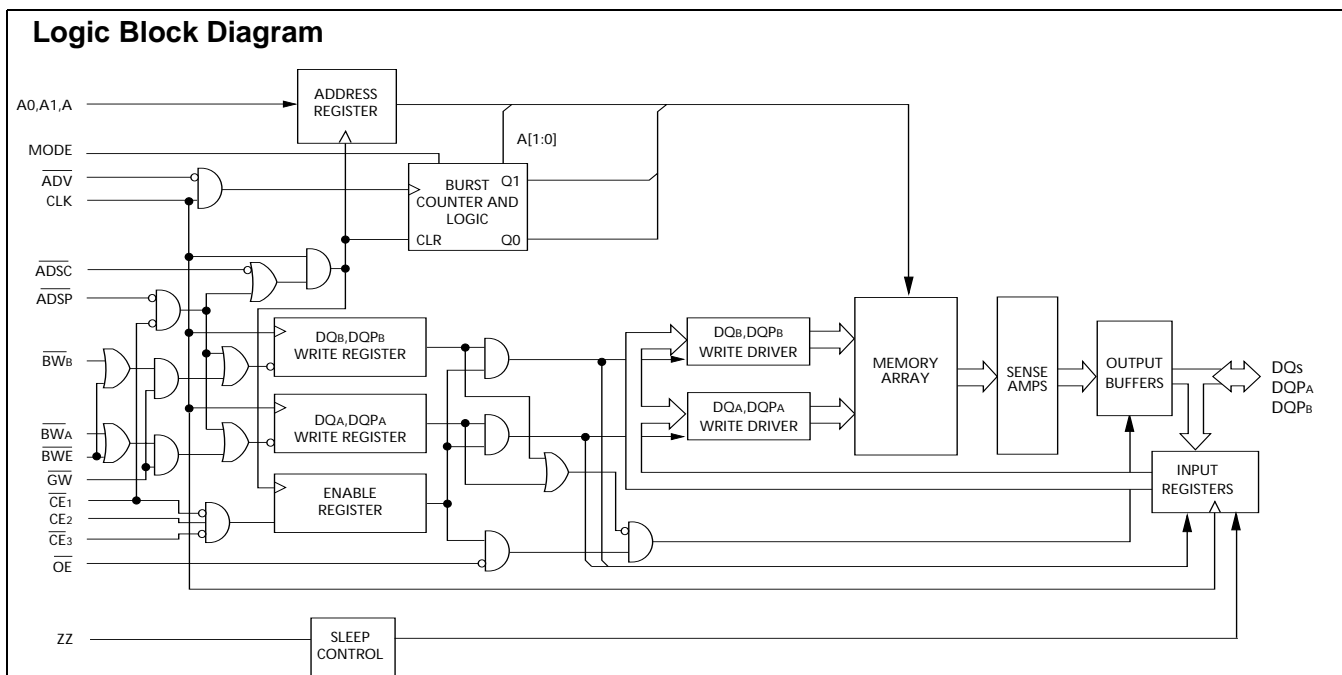 Logic Block Diagram
A0,A1,A
ADDRESS
REGISTER
MODE
A[1:0]
ADV
CLK
BURST
COUNTER AND
LOGIC
Q1
CLR
Q0
ADSC
ADSP
DQB,DQPB
WRITE REGISTER
DQB,DQPB
WRITE DRIVER
MEMORY
ARRAY
SENSE
AMPS
OUTPUT
BUFFERS
DQS
DQPA
DQPB
BWB
DQA,DQPA
WRITE REGISTER
DQA,DQPA
WRITE DRIVER
BWA
BWE
GW
CE1
CE2
CE3
ENABLE
REGISTER
INPUT
REGISTERS
OE
ZZ
SLEEP
CONTROL